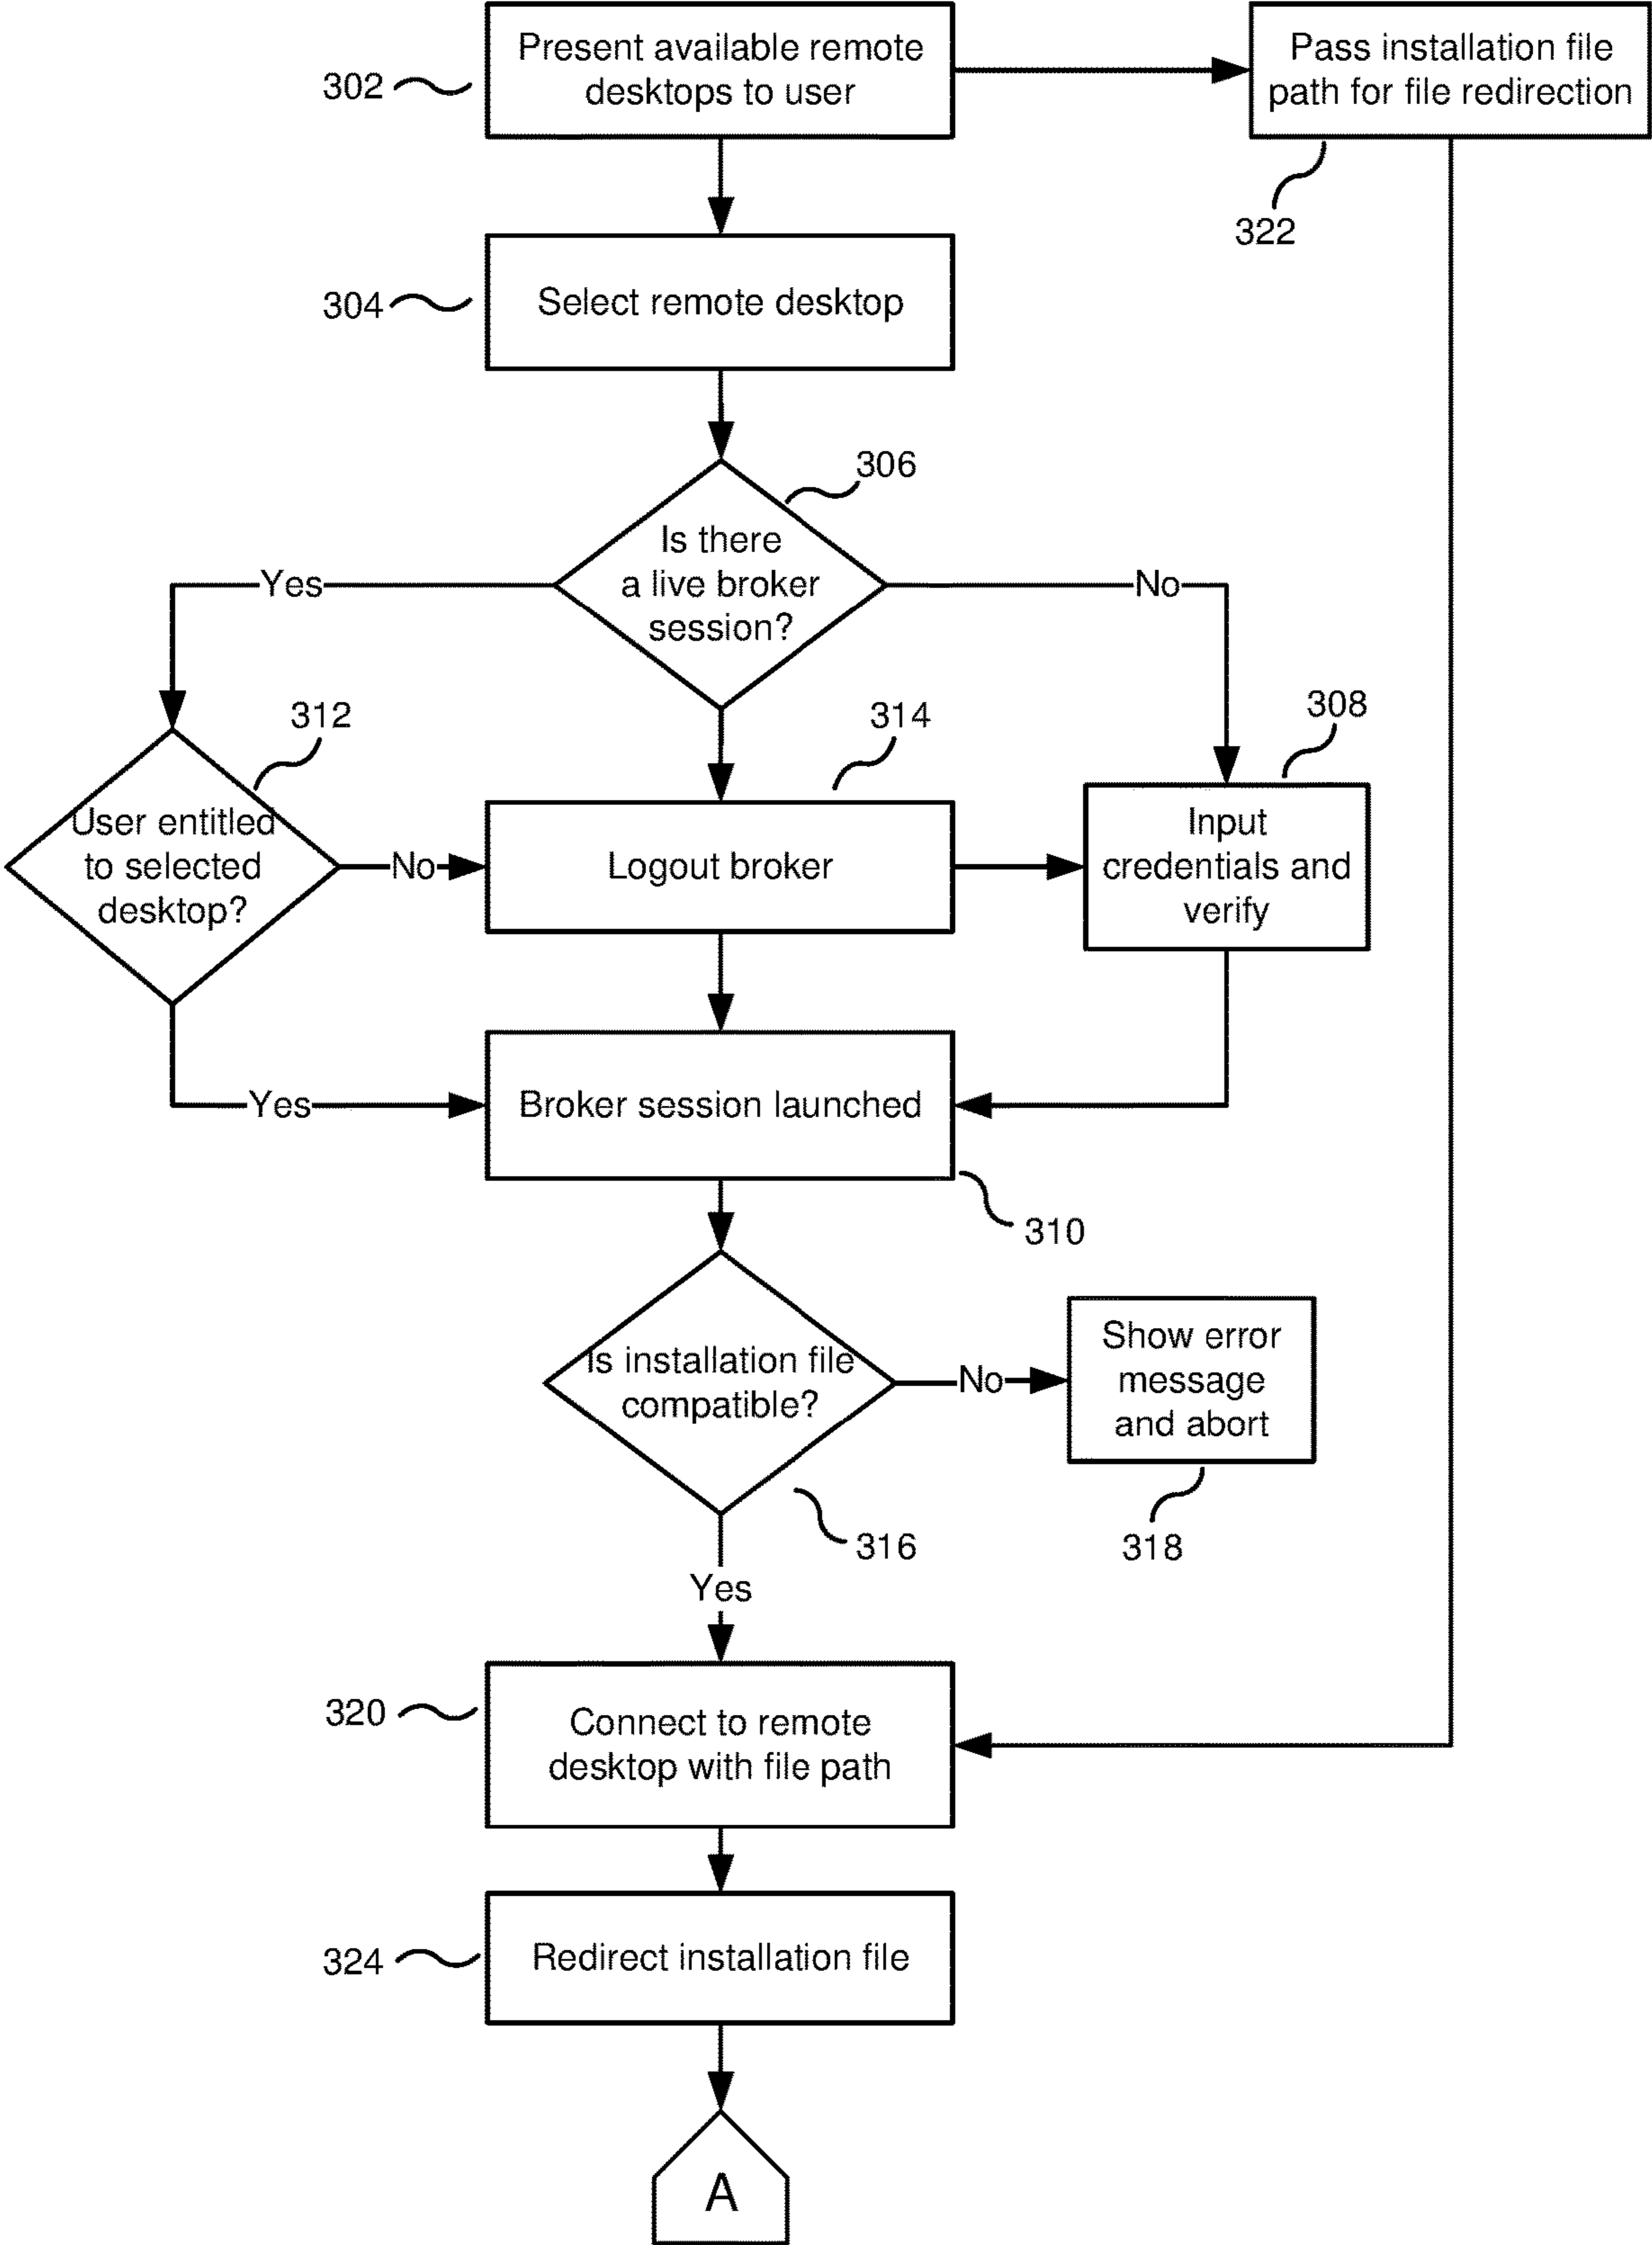 Present available remote
desktops to user
302
Pass installation file
path for file redirection
322
304
Select remote desktop
306
Is there
a live broker
session?
Yes
No
312
314
308
User entitled
to selected
desktop?
No
Logout broker
Input
credentials and
verify
Yes
Broker session launched
310
Is installation file
compatible?
No
Show error
message
and abort
316
318
Yes
320
Connect to remote
desktop with file path
324
Redirect installation file
A